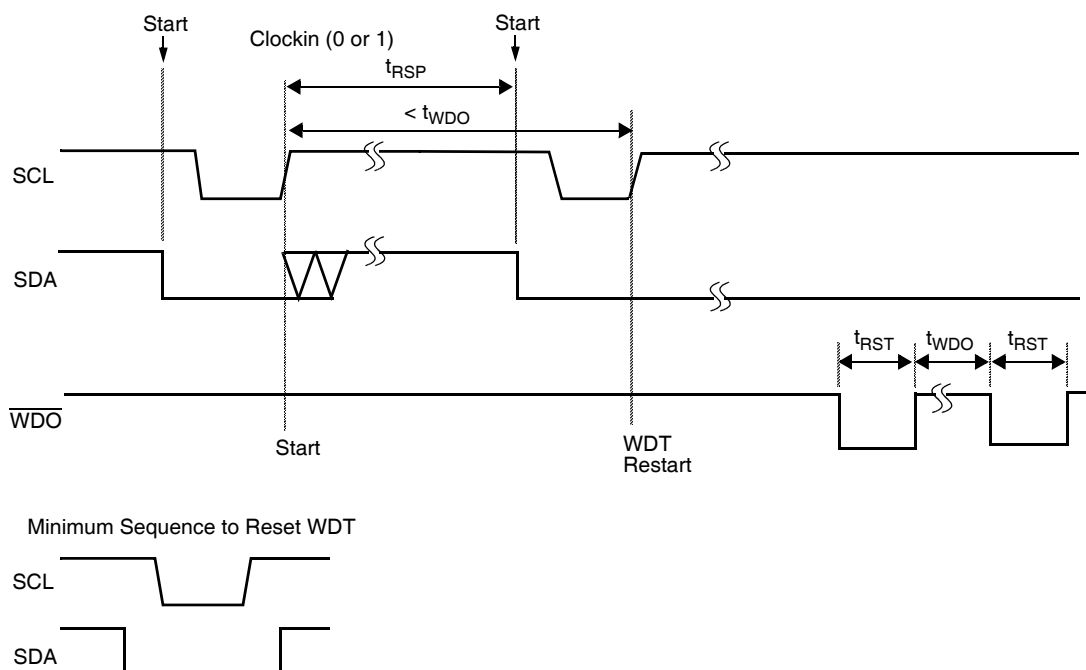 Start
Start
Clockin (0 or 1)
tRSP
< tWDO
SCL
SDA
tRST
tWDO
tRST
WDO
Start
WDT
Restart
Minimum Sequence to Reset WDT
SCL
SDA